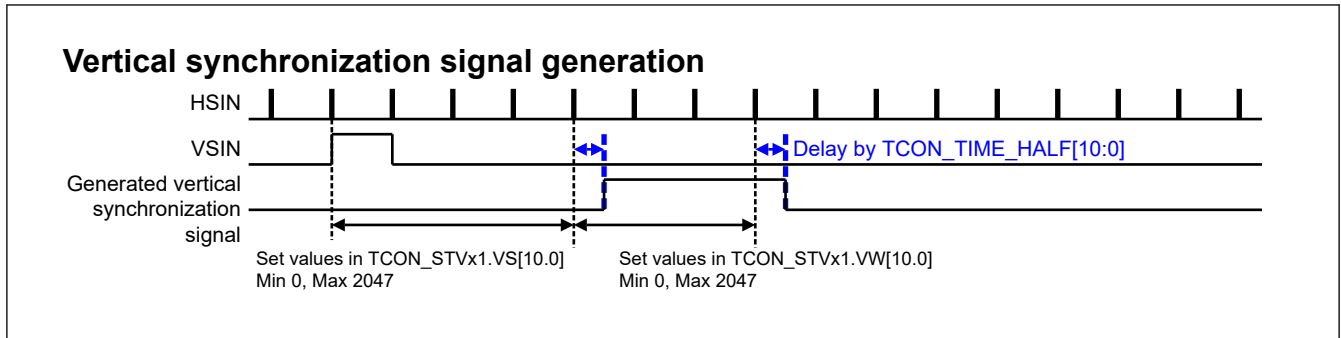 Vertical synchronization signal generation
HSIN
VSIN
Delay by TCON_TIME_HALF[10:0]
Generated vertical
synchronization
signal
Set values in TCON_STVx1.VS[10.0]
Min 0, Max 2047
Set values in TCON_STVx1.VW[10.0]
Min 0, Max 2047